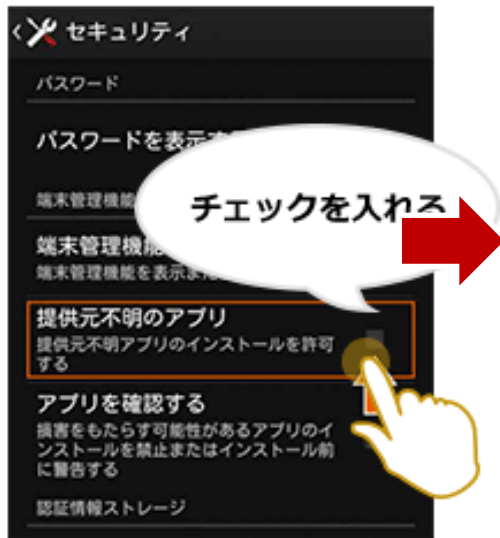 セキュリティ
パスワード
パスワードを表示
チェックを入れる
端末管理機能
端末管理機能
端末管理機能を表示また
提供元不明のアプリ
提供元不明アプリのインストールを許可
する
アプリを確認する
損害をもたらす可能性があるアプリのイ
ンストールを禁止またはインストール前
に警告する
認証情報ストレージ